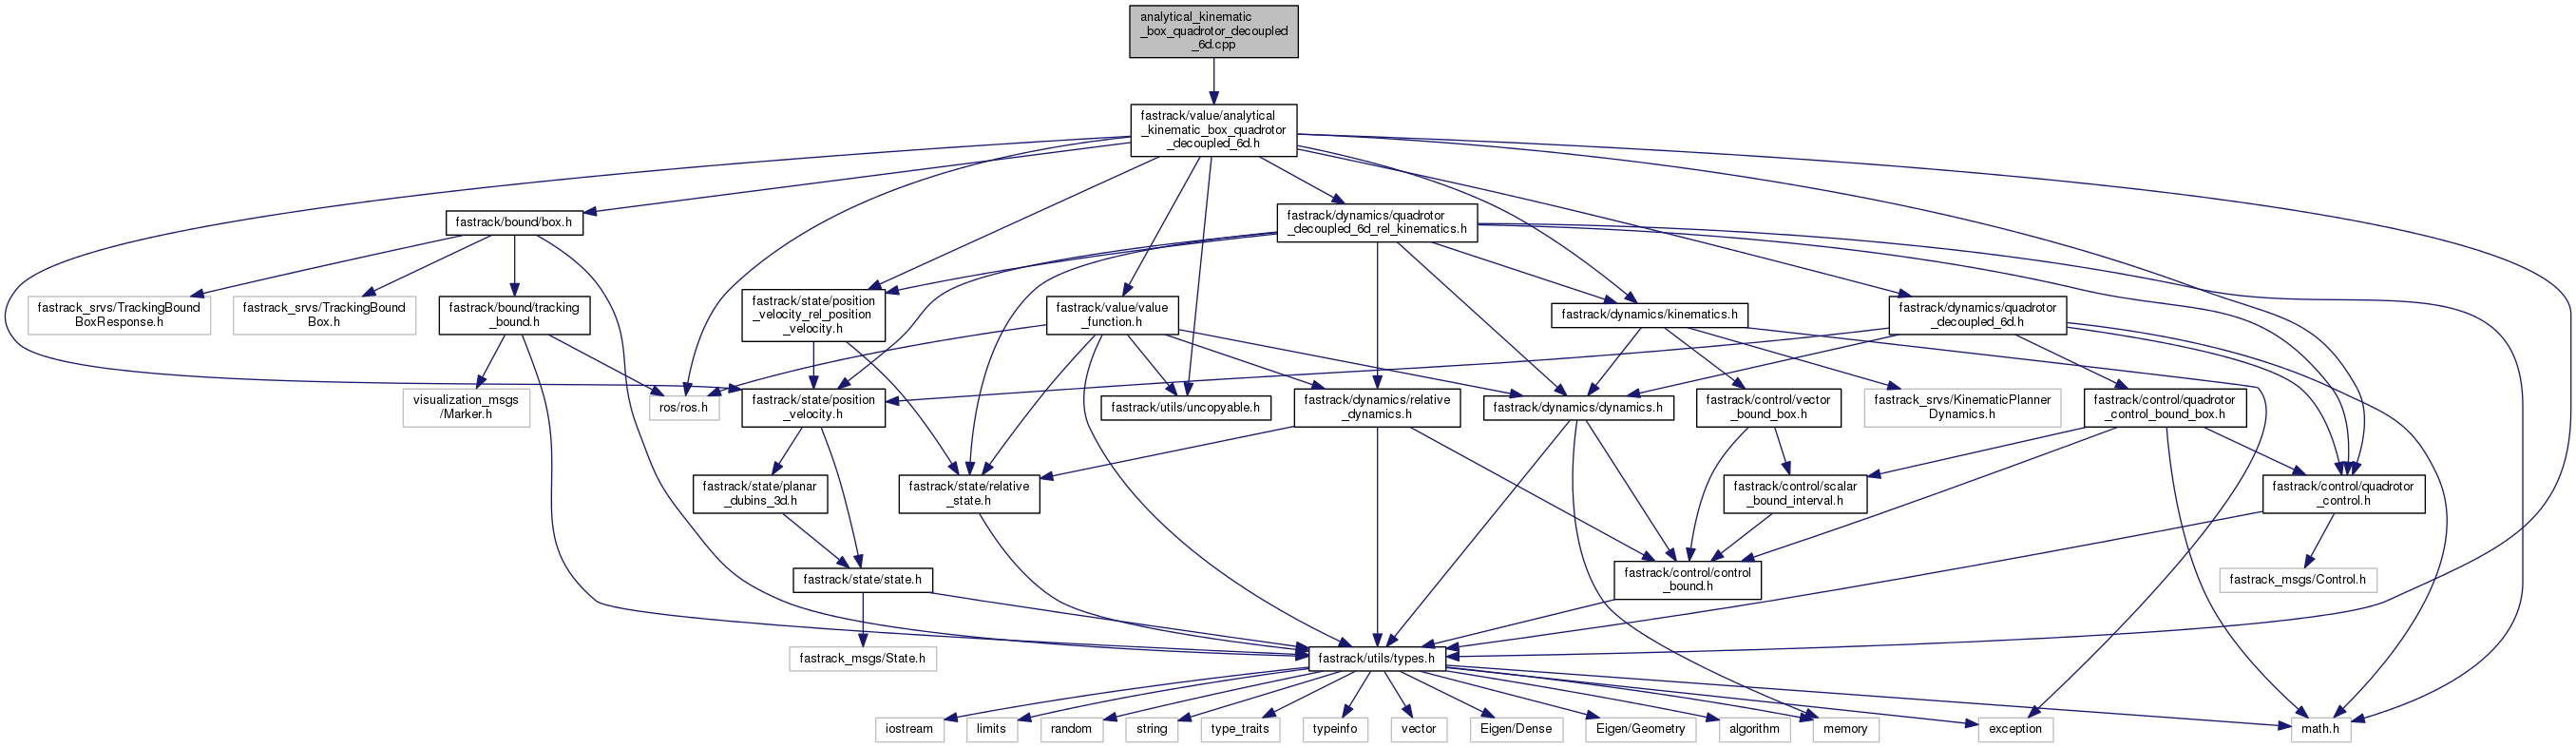 analytical_kinematic
_box_quadrotor_decoupled
_6d.cpp
fastrack/value/analytical
_kinematic_box_quadrotor
_decoupled_6d.h
fastrack/bound/box.h
fastrack/dynamics/quadrotor
_decoupled_6d_rel_kinematics.h
fastrack_srvs/TrackingBound
BoxResponse.h
fastrack_srvs/TrackingBound
Box.h
fastrack/bound/tracking
_bound.h
fastrack/state/position
_velocity_rel_position
_velocity.h
fastrack/value/value
_function.h
fastrack/dynamics/kinematics.h
fastrack/dynamics/quadrotor
_decoupled_6d.h
visualization_msgs
/Marker.h
ros/ros.h
fastrack/state/position
_velocity.h
fastrack/utils/uncopyable.h
fastrack/dynamics/relative
_dynamics.h
fastrack/dynamics/dynamics.h
fastrack/control/vector
_bound_box.h
fastrack_srvs/KinematicPlanner
Dynamics.h
fastrack/control/quadrotor
_control_bound_box.h
fastrack/state/planar
_dubins_3d.h
fastrack/state/relative
_state.h
fastrack/control/scalar
_bound_interval.h
fastrack/control/quadrotor
_control.h
fastrack/state/state.h
fastrack/control/control
_bound.h
fastrack_msgs/Control.h
fastrack_msgs/State.h
fastrack/utils/types.h
iostream
limits
random
string
type_traits
typeinfo
vector
Eigen/Dense
Eigen/Geometry
algorithm
memory
exception
math.h